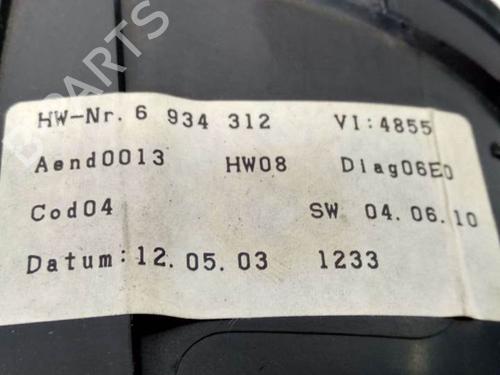 B-PARTS
HW-Nr. 6 934 312 VI:4855
Aend0013 HW08 Diag06E0
Cod04 SW 04.06.10
Datum: 12.05.03 1233